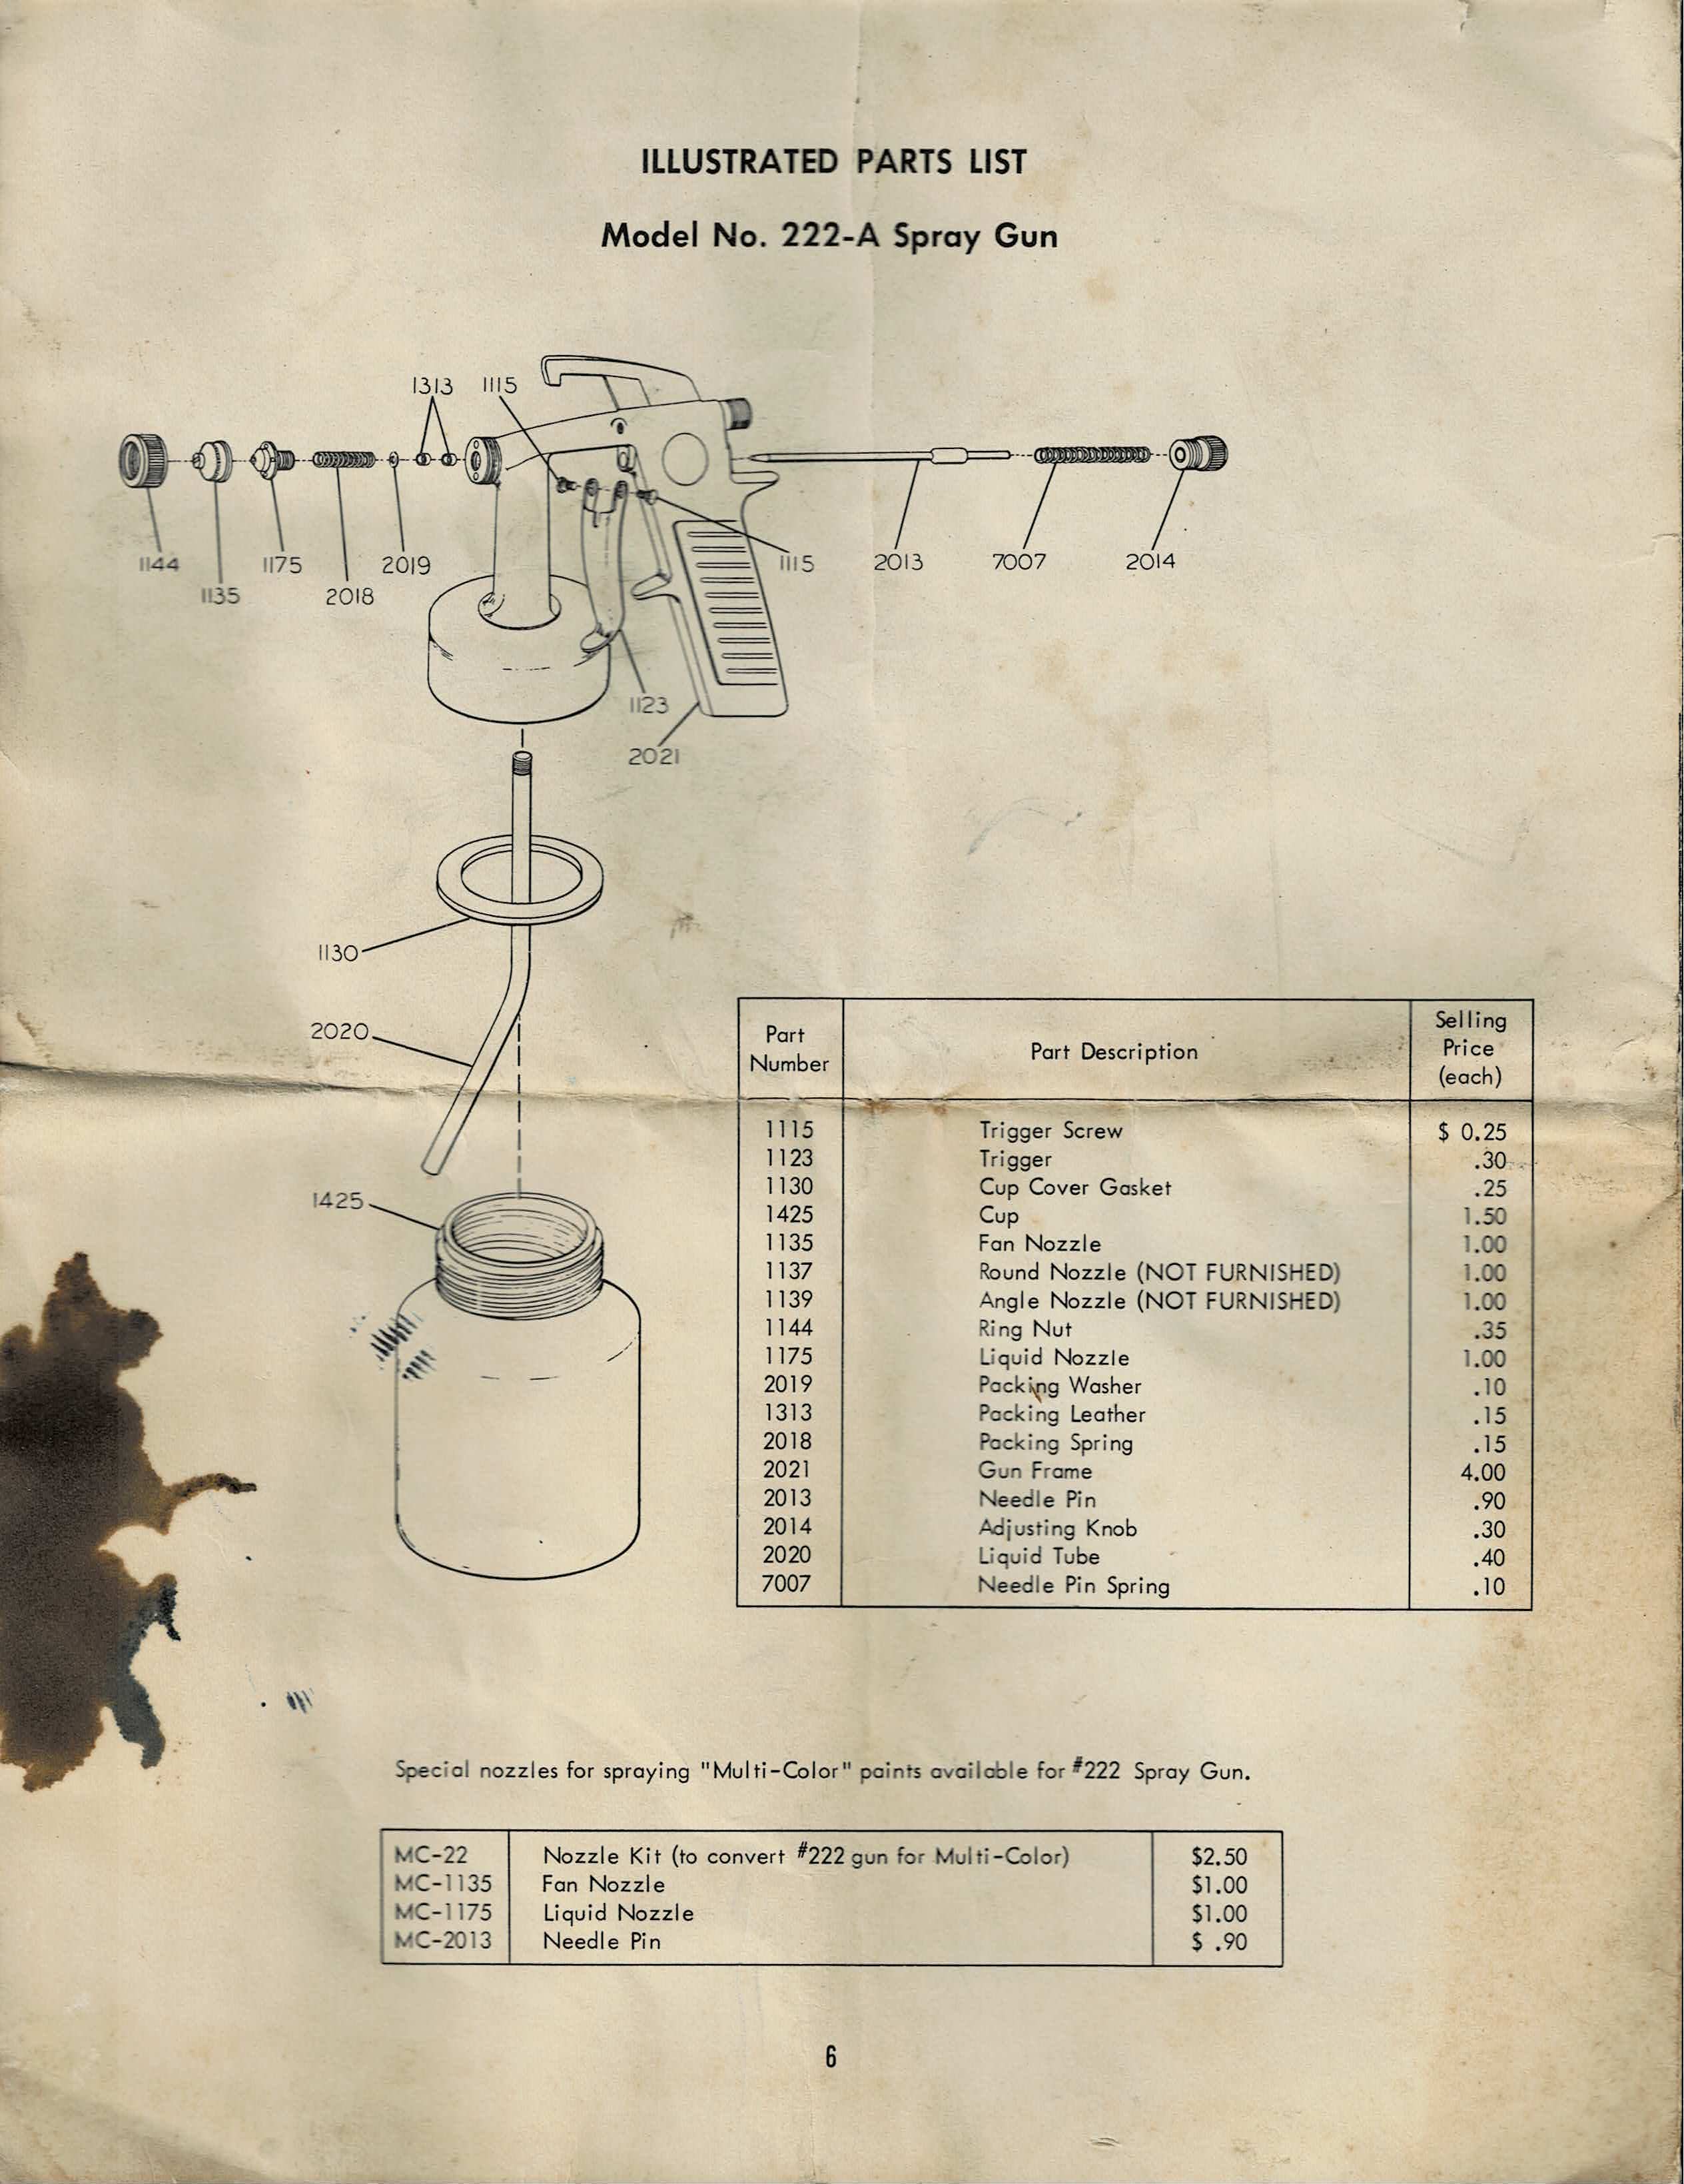 ILLUSTRATED PARTS LIST
Model No. 222-A Spray Gun
1313 1115
1144 1175 2019 1115 2013 7007 2014
1135 2018
1123
2021
1130
2020
1425
Part Number Part Description Selling Price (each)
1115 Trigger Screw $ 0.25
1123 Trigger .30
1130 Cup Cover Gasket .25
1425 Cup 1.50
1135 Fan Nozzle 1.00
1137 Round Nozzle (NOT FURNISHED) 1.00
1139 Angle Nozzle (NOT FURNISHED) 1.00
1144 Ring Nut .35
1175 Liquid Nozzle 1.00
2019 Packing Washer .10
1313 Packing Leather .15
2018 Packing Spring .15
2021 Gun Frame 4.00
2013 Needle Pin .90
2014 Adjusting Knob .30
2020 Liquid Tube .40
7007 Needle Pin Spring .10
Special nozzles for spraying "Multi-Color" paints available for #222 Spray Gun.
MC-22 Nozzle Kit (to convert #222 gun for Multi-Color) $2.50
MC-1135 Fan Nozzle $1.00
MC-1175 Liquid Nozzle $1.00
MC-2013 Needle Pin $ .90
6